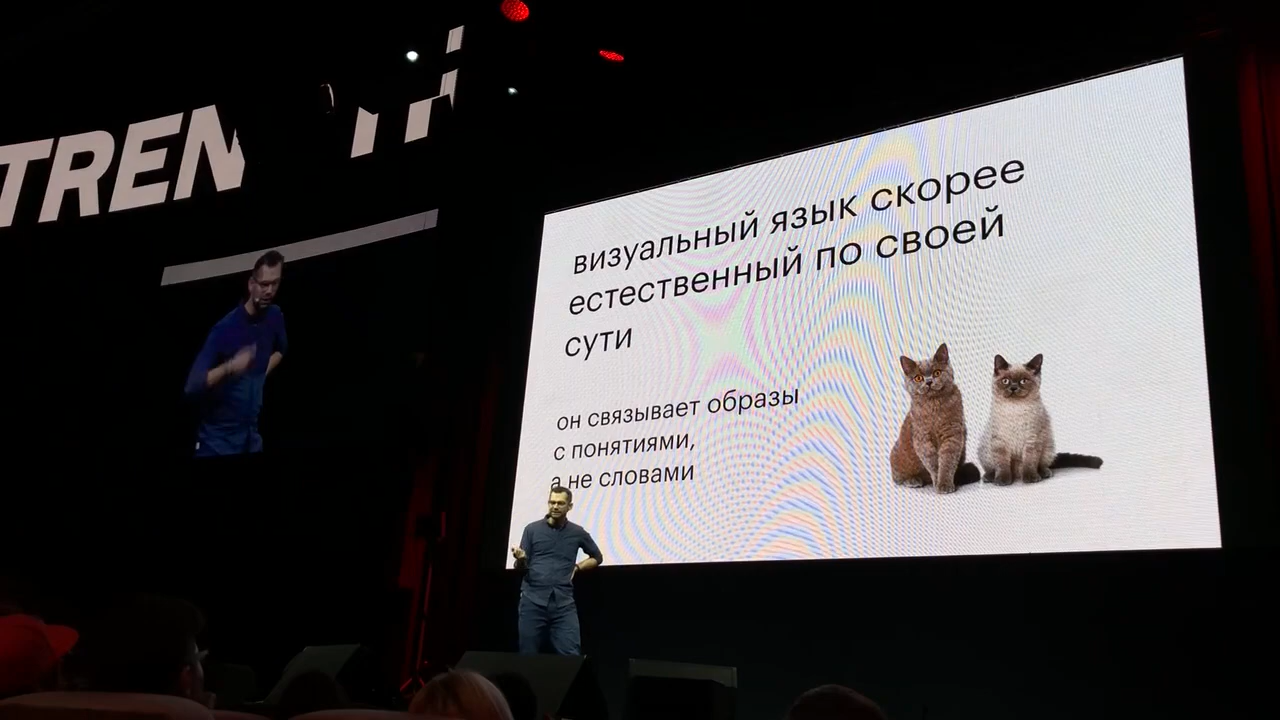 TREN
визуальный язык скорее
естественный по своей
сути
он связывает образы
с понятиями,
а не словами